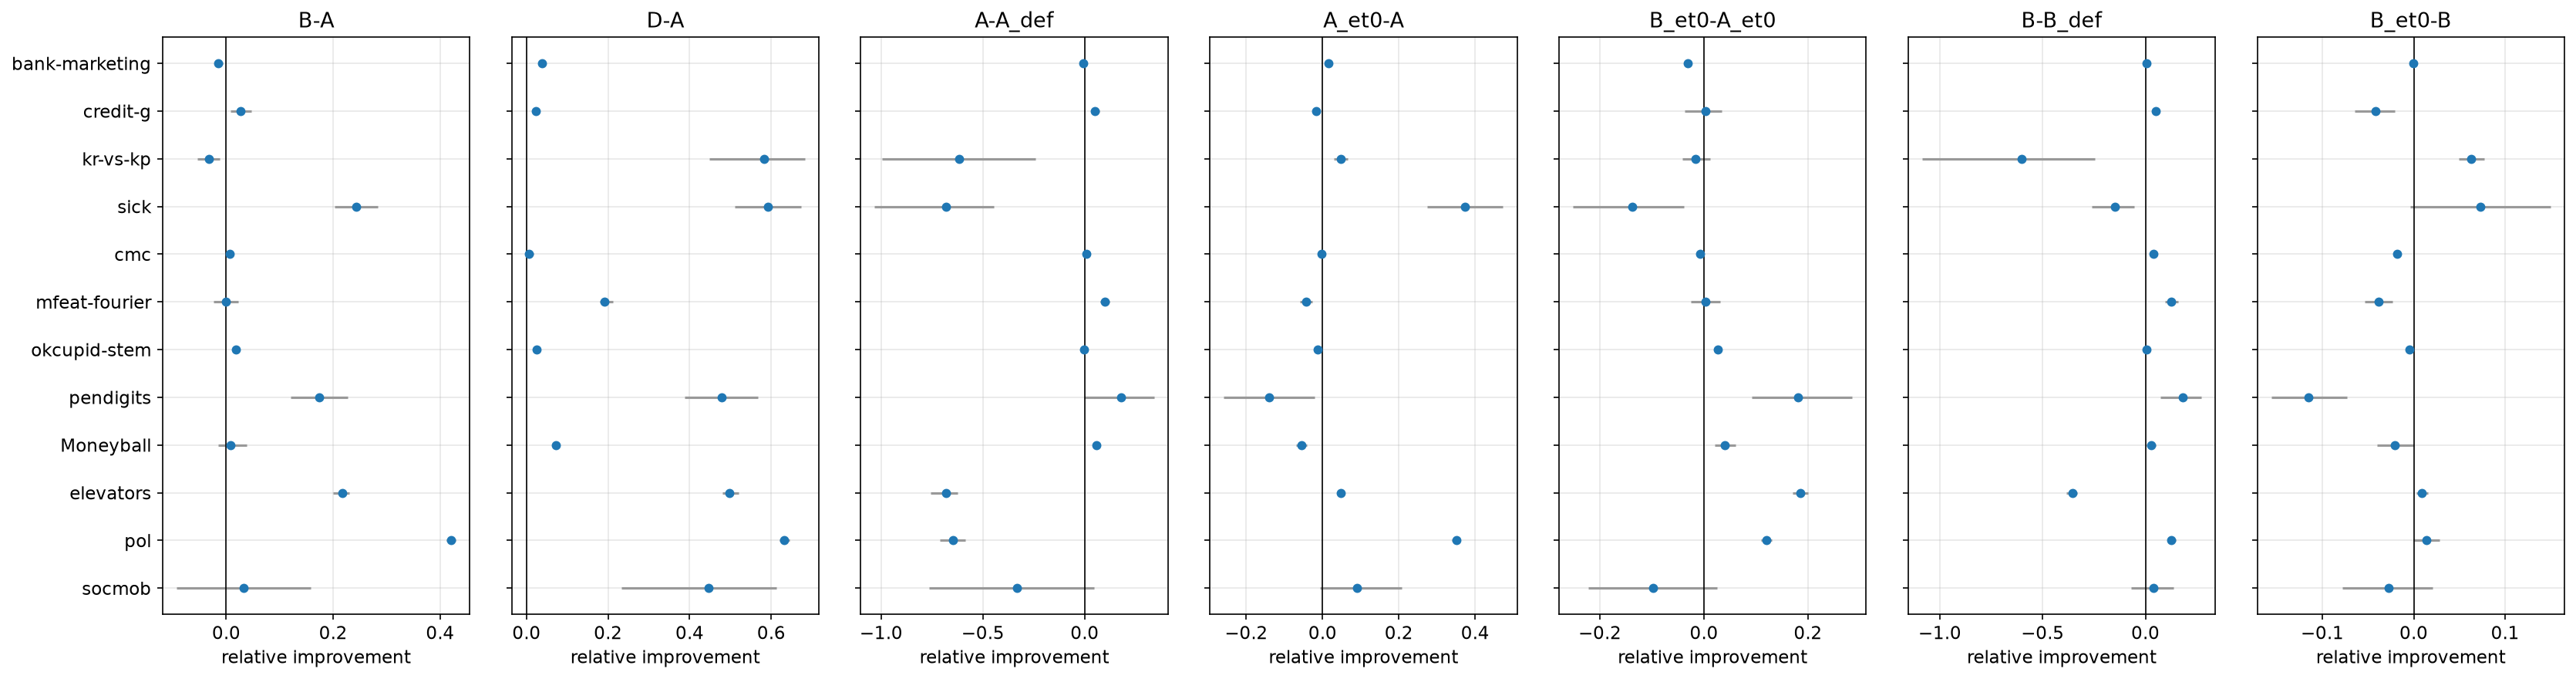 B-A
D-A
A-A_def
A_et0-A
B_et0-A_et0
B-B_def
B_et0-B
bank-marketing
credit-g
kr-vs-kp
sick
cmc
mfeat-fourier
okcupid-stem
pendigits
Moneyball
elevators
pol
socmob
0.0 0.2 0.4
0.0 0.2 0.4 0.6
−1.0 −0.5 0.0
−0.2 0.0 0.2 0.4
−0.2 0.0 0.2
−1.0 −0.5 0.0
−0.1 0.0 0.1
relative improvement
relative improvement
relative improvement
relative improvement
relative improvement
relative improvement
relative improvement